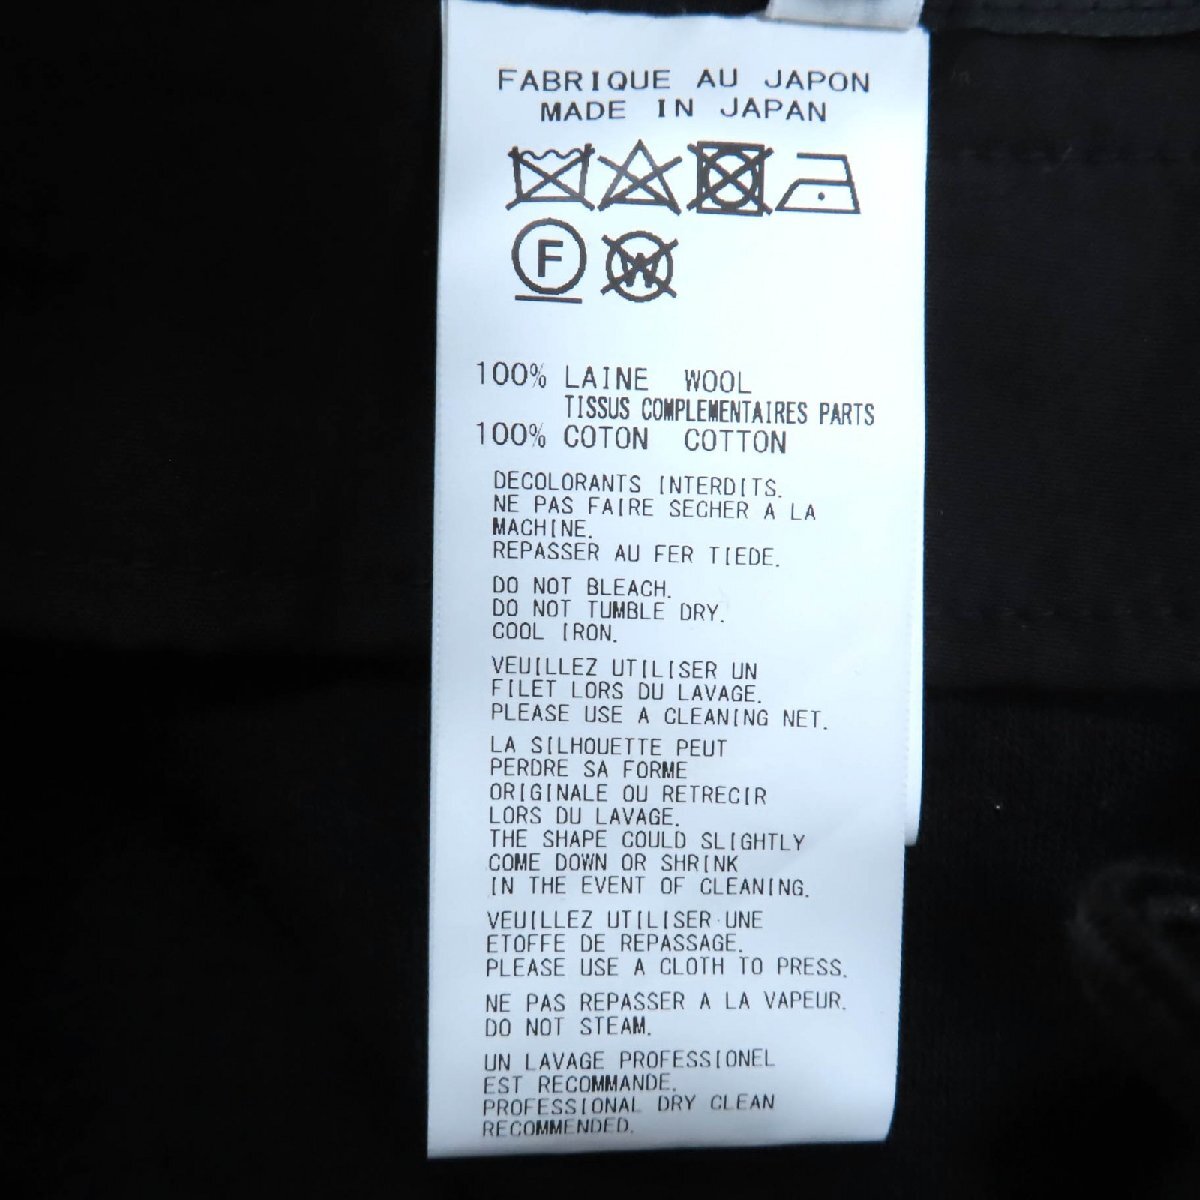 FABRIQUE AU JAPON
MADE IN JAPAN
F W
100% LAINE WOOL
TISSUS COMPLEMENTAIRES PARTS
100% COTON COTTON
DECOLORANTS INTERDITS.
NE PAS FAIRE SECHER A LA
MACHINE.
REPASSER AU FER TIEDE.
DO NOT BLEACH.
DO NOT TUMBLE DRY.
COOL IRON.
VEUILLEZ UTILISER UN
FILET LORS DU LAVAGE.
PLEASE USE A CLEANING NET.
LA SILHOUETTE PEUT
PERDRE SA FORME
ORIGINALE OU RETRECIR
LORS DU LAVAGE.
THE SHAPE COULD SLIGHTLY
COME DOWN OR SHRINK
IN THE EVENT OF CLEANING.
VEUILLEZ UTILISER UNE
ETOFFE DE REPASSAGE.
PLEASE USE A CLOTH TO PRESS.
NE PAS REPASSER A LA VAPEUR.
DO NOT STEAM.
UN LAVAGE PROFESSIONEL
EST RECOMMANDE.
PROFESSIONAL DRY CLEAN
RECOMMENDED.